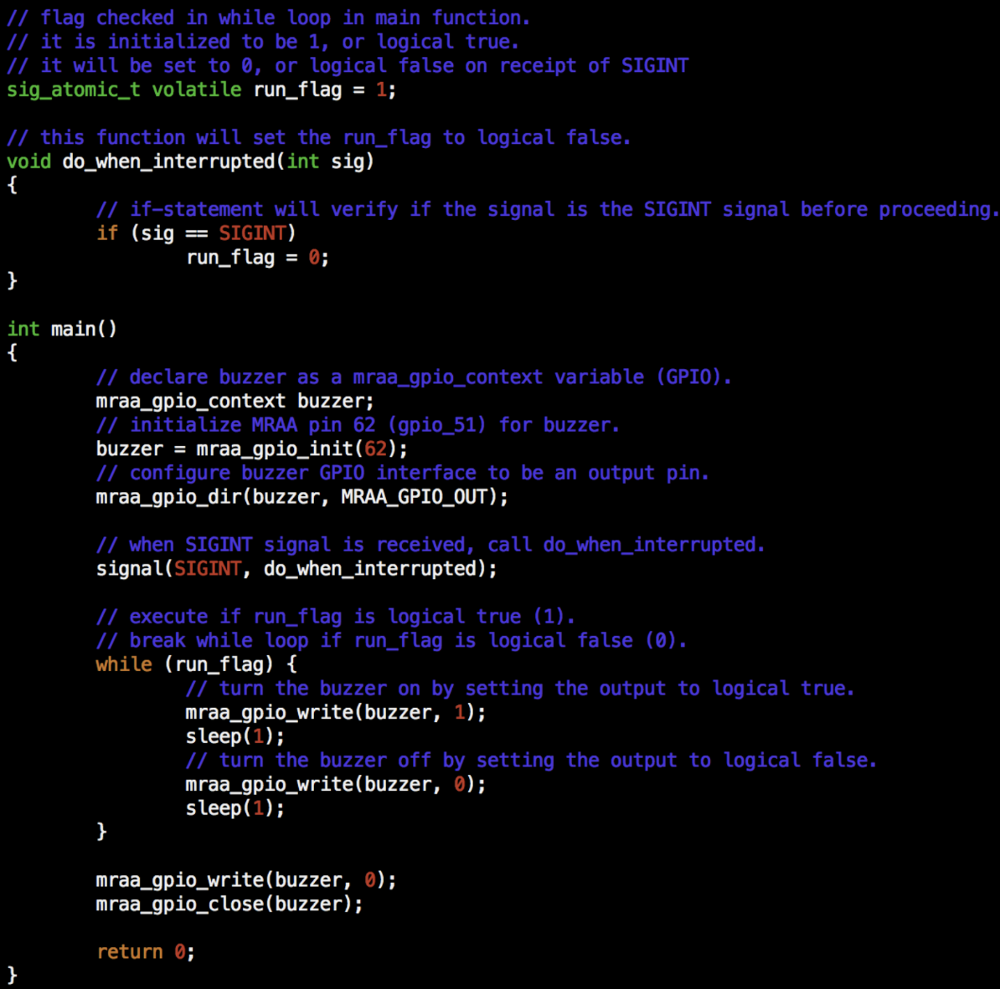 // flag checked in while loop in main function.
// it is initialized to be 1, or logical true.
// it will be set to 0, or logical false on receipt of SIGINT
sig_atomic_t volatile run_flag = 1;

// this function will set the run_flag to logical false.
void do_when_interrupted(int sig)
{
        // if-statement will verify if the signal is the SIGINT signal before proceeding.
        if (sig == SIGINT)
                run_flag = 0;
}

int main()
{
        // declare buzzer as a mraa_gpio_context variable (GPIO).
        mraa_gpio_context buzzer;
        // initialize MRAA pin 62 (gpio_51) for buzzer.
        buzzer = mraa_gpio_init(62);
        // configure buzzer GPIO interface to be an output pin.
        mraa_gpio_dir(buzzer, MRAA_GPIO_OUT);

        // when SIGINT signal is received, call do_when_interrupted.
        signal(SIGINT, do_when_interrupted);

        // execute if run_flag is logical true (1).
        // break while loop if run_flag is logical false (0).
        while (run_flag) {
                // turn the buzzer on by setting the output to logical true.
                mraa_gpio_write(buzzer, 1);
                sleep(1);
                // turn the buzzer off by setting the output to logical false.
                mraa_gpio_write(buzzer, 0);
                sleep(1);
        }

        mraa_gpio_write(buzzer, 0);
        mraa_gpio_close(buzzer);

        return 0;
}